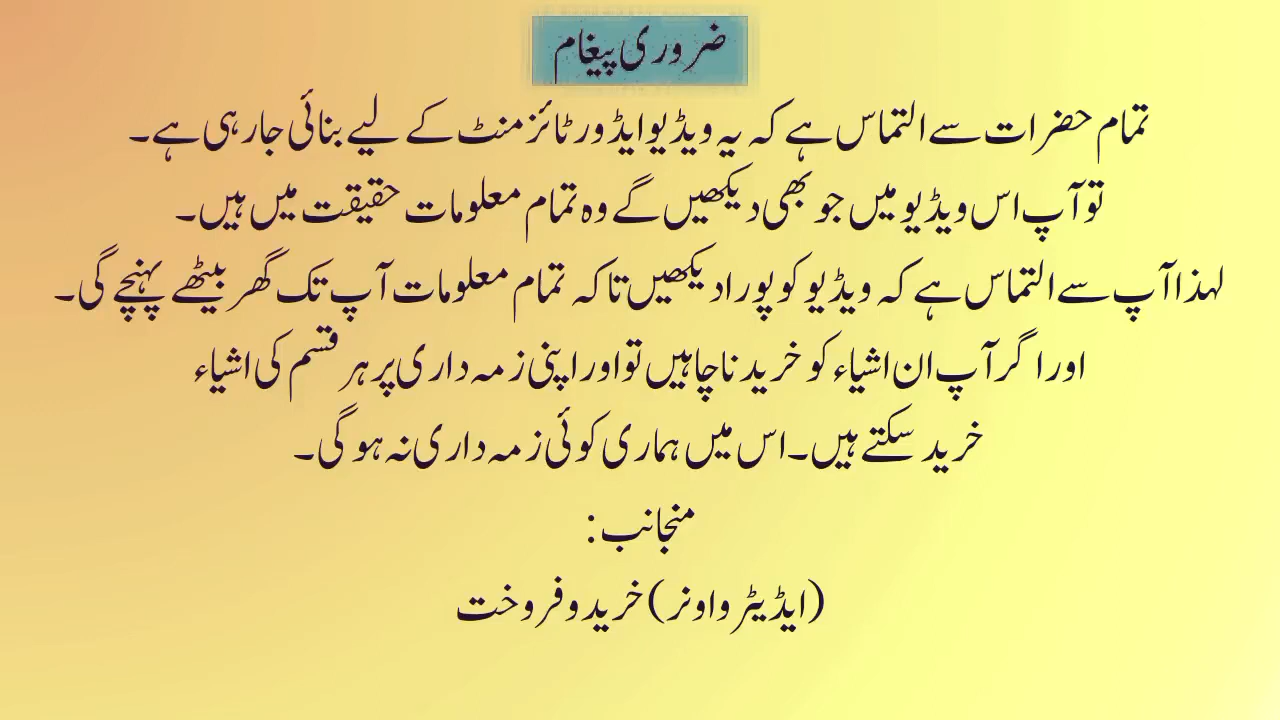 ضروری پیغام
تمام حضرات سے التماس ہے کہ یہ ویڈیو ایڈورٹائزمنٹ کے لیے بنائی جا رہی ہے۔
تو آپ اس ویڈیو میں جو بھی دیکھیں گے وہ تمام معلومات حقیقت میں ہیں۔
لہذا آپ سے التماس ہے کہ ویڈیو کو پورا دیکھیں تا کہ تمام معلومات آپ تک گھر بیٹھے پہنچے گی۔
اور اگر آپ ان اشیاء کو خریدنا چاہیں تو اور اپنی زمہ داری پر ہر قسم کی اشیاء
خرید سکتے ہیں۔ اس میں ہماری کوئی زمہ داری نہ ہو گی۔
منجانب:
(ایڈیٹر و اونر) خرید و فروخت